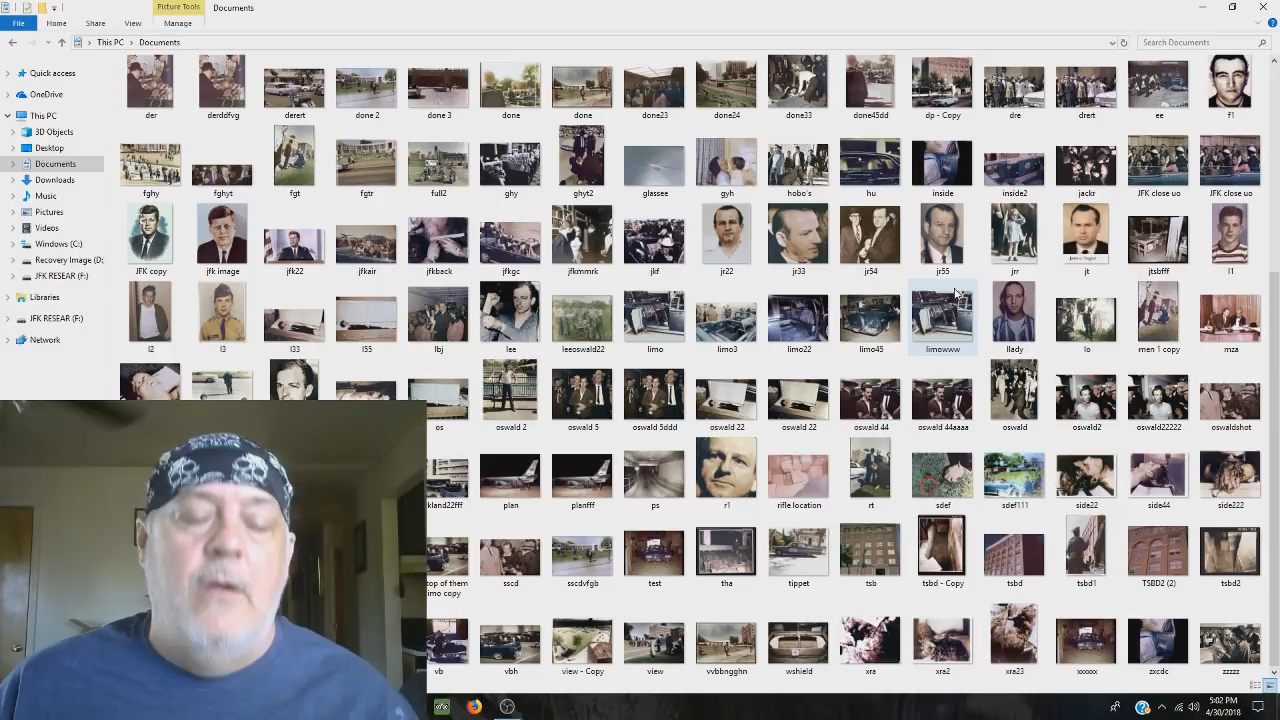 Picture Tools
Documents
File
Home
Share
View
Manage
This PC
Documents
Search Documents
Quick access
OneDrive
This PC
3D Objects
Desktop
Documents
Downloads
Music
Pictures
Videos
Windows (C:)
Recovery Image (D:
JFK RESEAR (F:)
Libraries
JFK RESEAR (F:)
Network
der
derddfvg
derert
done 2
done 3
done
done
done23
done24
done33
done45dd
dp - Copy
dre
drert
ee
f1
fghy
fghyt
fgt
fgtr
full2
ghy
ghyt2
glassee
gyh
hobo's
hu
inside
inside2
jackr
JFK close uo
JFK close uo
JFK copy
jfk image
jfk22
jfkair
jfkback
jfkgc
jfkmmrk
jkf
jr22
jr33
jr54
jr55
jrr
jt
jtsbfff
l1
l2
l3
l33
l55
lbj
lee
leeoswald22
limo
limo3
limo22
limo45
limowww
llady
lo
men 1 copy
mza
os
oswald 2
oswald 5
oswald 5ddd
oswald 22
oswald 22
oswald 44
oswald 44aaaa
oswald
oswald2
oswald22222
oswaldshot
kland22fff
plan
planfff
ps
r1
rifle location
rt
sdef
sdef111
side22
side44
side222
top of them
imo copy
sscd
sscdvfgb
test
tha
tippet
tsb
tsbd - Copy
tsbd
tsbd1
TSBD2 (2)
tsbd2
vb
vbh
view - Copy
view
vvbbngghn
wshield
xra
xra2
xra23
xxxxxx
zxcdc
zzzzz
5:02 PM
4/30/2018